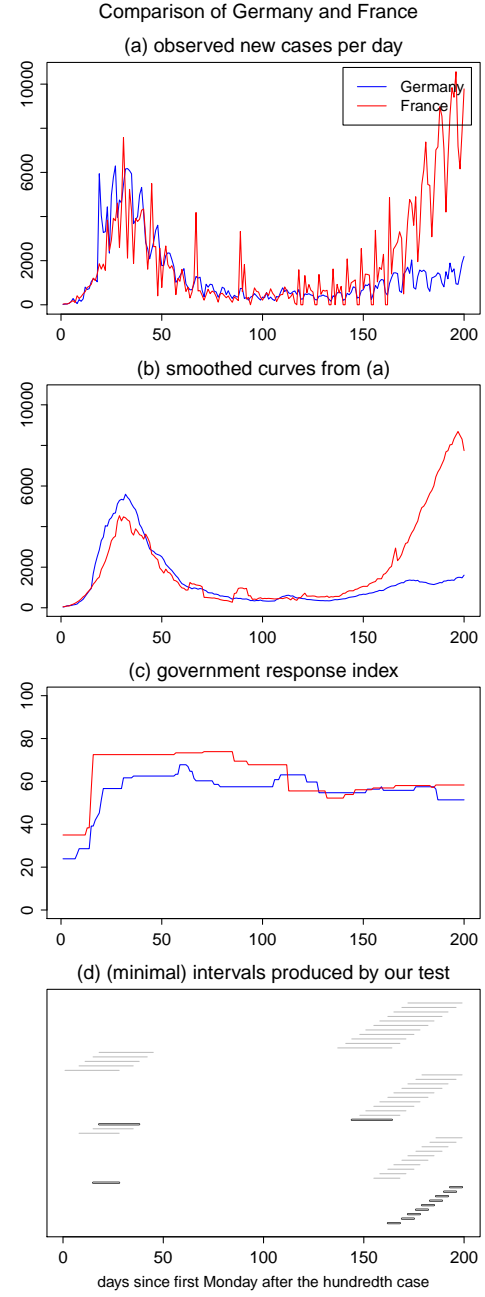 Comparison of Germany and France
(a) observed new cases per day
10000
6000
2000
0
Germany
France
0 50 100 150 200
(b) smoothed curves from (a)
10000
6000
2000
0
0 50 100 150 200
(c) government response index
100
80
60
40
20
0
0 50 100 150 200
(d) (minimal) intervals produced by our test
0 50 100 150 200
days since first Monday after the hundredth case